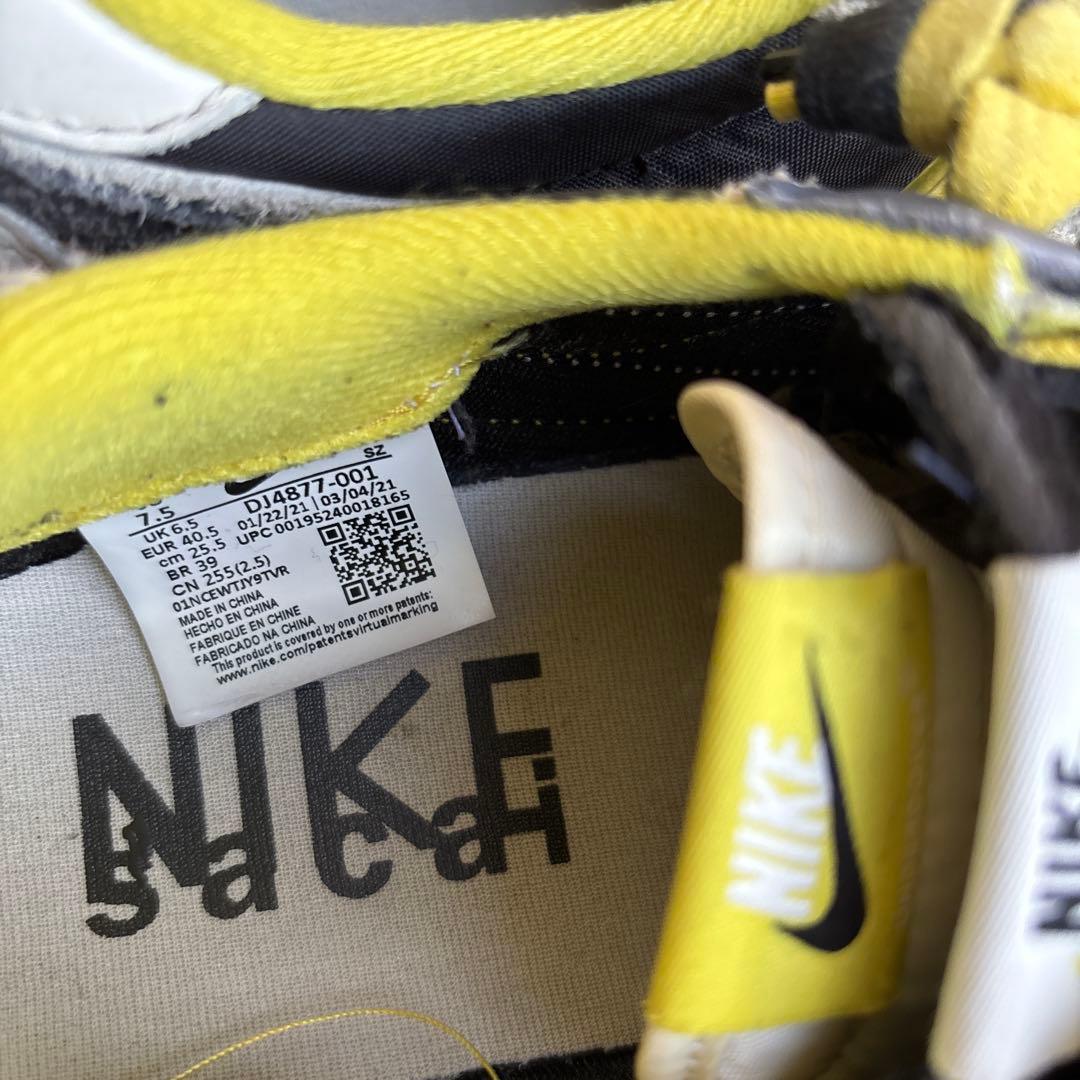 SZ
7.5
DJ4877-001
UK 6.5
01/22/21 | 03/04/21
EUR 40.5
UPC 00195240018165
cm 25.5
BR 39
CN 255(2.5)
01NCEWTJY9TVR
MADE IN CHINA
HECHO EN CHINA
FABRIQUE EN CHINE
FABRICADO NA CHINA
This product is covered by one or more patents:
www.nike.com/patentsvirtualmarking
NIKE
sacai
NIKE
NIKE